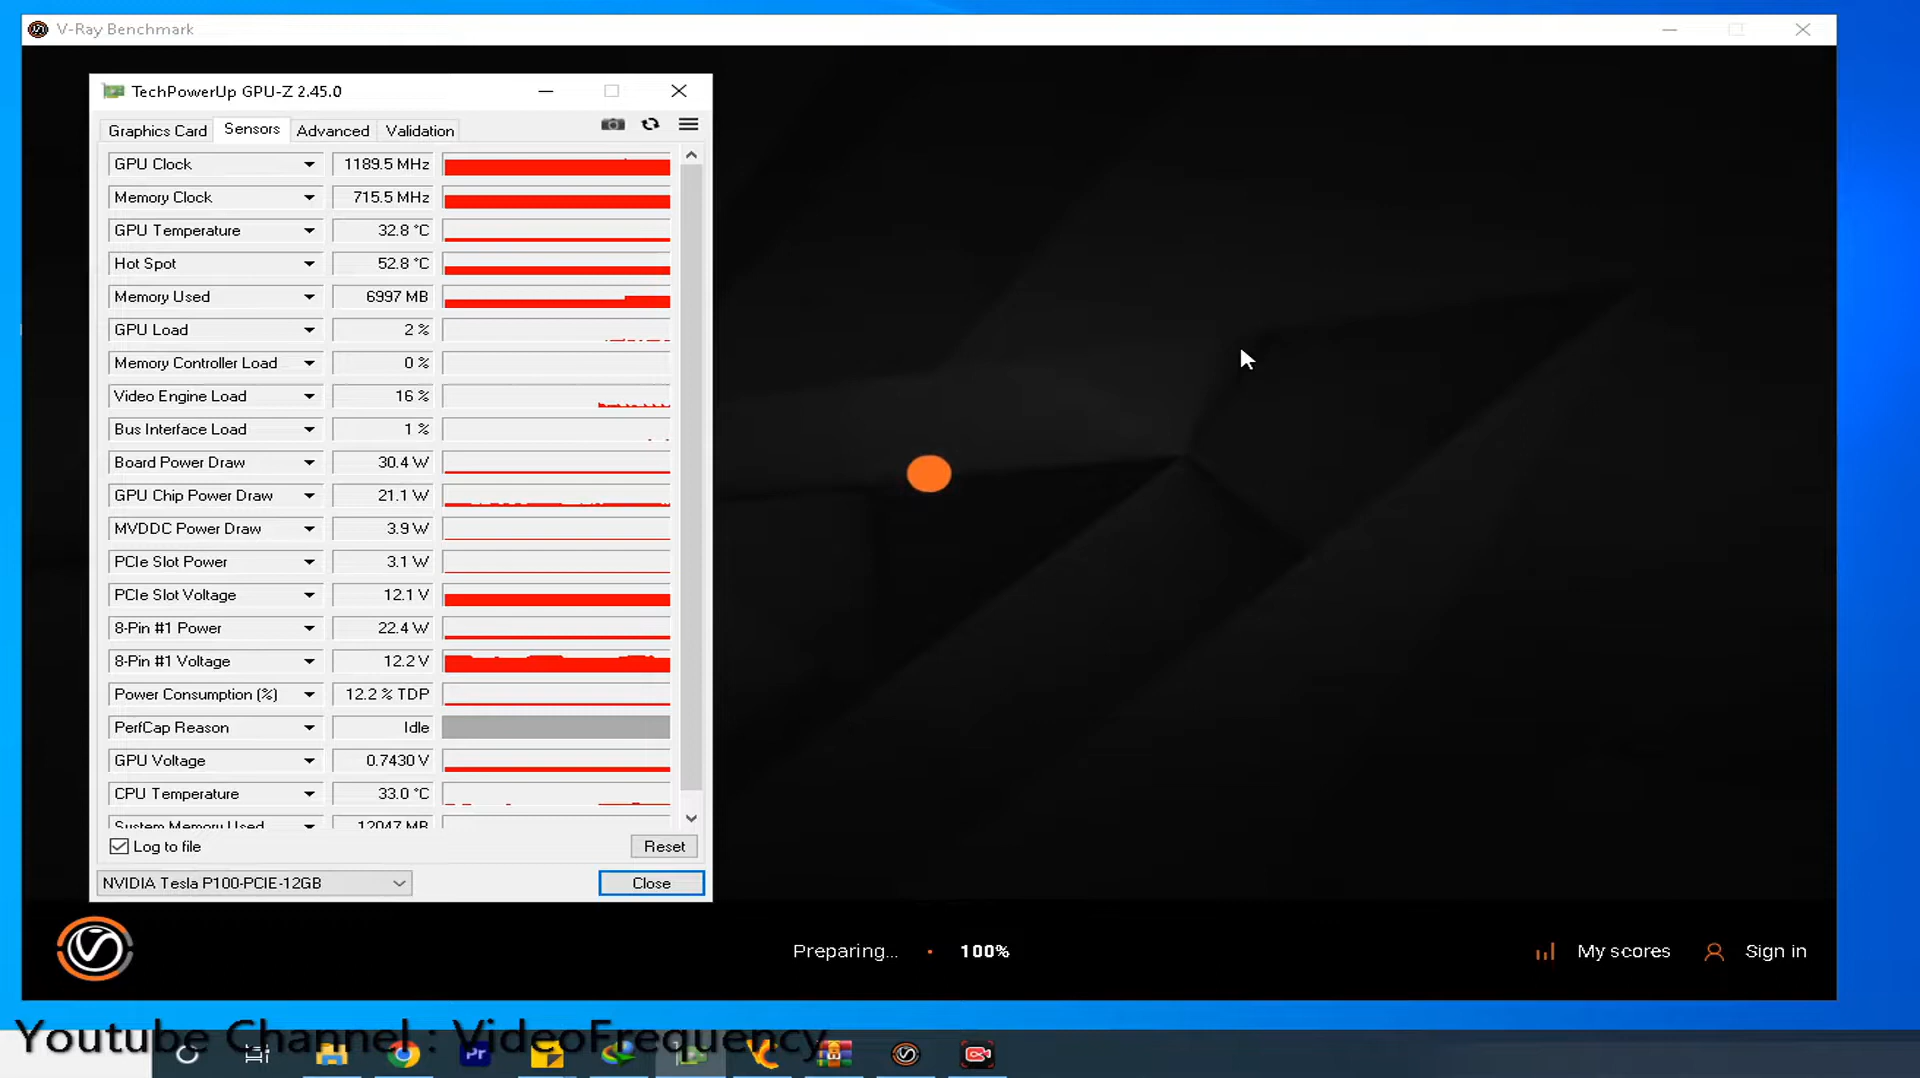 V-Ray Benchmark
TechPowerUp GPU-Z 2.45.0
Graphics Card Sensors Advanced Validation
GPU Clock 1189.5 MHz
Memory Clock 715.5 MHz
GPU Temperature 32.8 °C
Hot Spot 52.8 °C
Memory Used 6997 MB
GPU Load 2 %
Memory Controller Load 0 %
Video Engine Load 16 %
Bus Interface Load 1 %
Board Power Draw 30.4 W
GPU Chip Power Draw 21.1 W
MVDDC Power Draw 3.9 W
PCIe Slot Power 3.1 W
PCIe Slot Voltage 12.1 V
8-Pin #1 Power 22.4 W
8-Pin #1 Voltage 12.2 V
Power Consumption (%) 12.2 % TDP
PerfCap Reason Idle
GPU Voltage 0.7430 V
CPU Temperature 33.0 °C
System Memory Used 12047 MB
Log to file Reset
NVIDIA Tesla P100-PCIE-12GB Close
Preparing... • 100% My scores Sign in
Youtube Channel : VideoFrequency
Pr